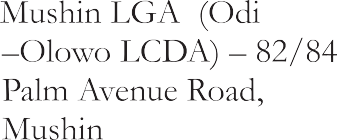 Mushin LGA (Odi
–Olowo LCDA) – 82/84
Palm Avenue Road,
Mushin